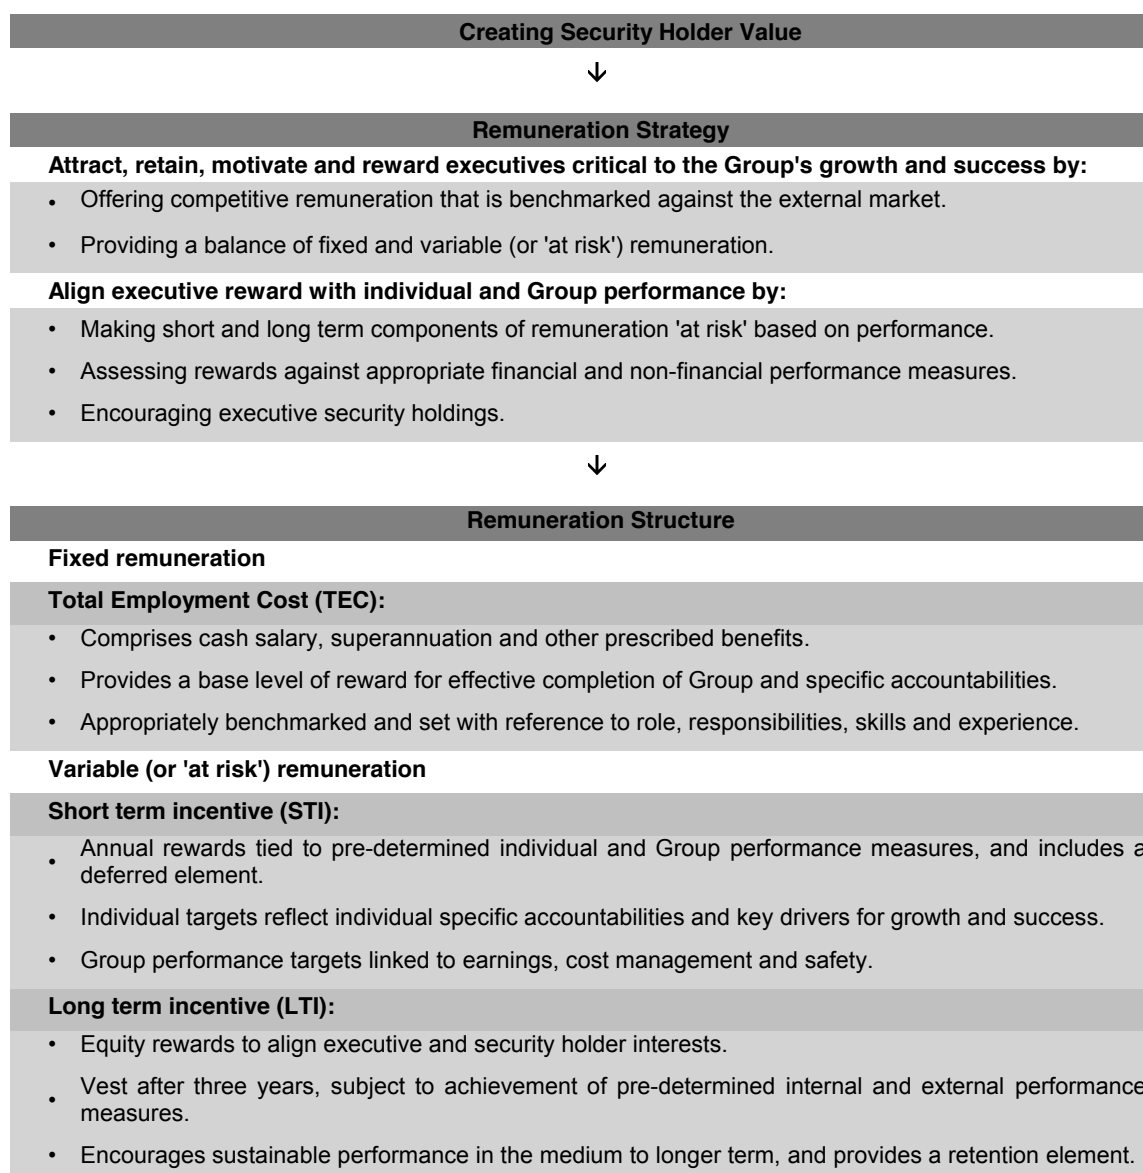 Creating Security Holder Value
↓
Remuneration Strategy
Attract, retain, motivate and reward executives critical to the Group's growth and success by:
• Offering competitive remuneration that is benchmarked against the external market.
• Providing a balance of fixed and variable (or 'at risk') remuneration.
Align executive reward with individual and Group performance by:
• Making short and long term components of remuneration 'at risk' based on performance.
• Assessing rewards against appropriate financial and non-financial performance measures.
• Encouraging executive security holdings.
↓
Remuneration Structure
Fixed remuneration
Total Employment Cost (TEC):
• Comprises cash salary, superannuation and other prescribed benefits.
• Provides a base level of reward for effective completion of Group and specific accountabilities.
• Appropriately benchmarked and set with reference to role, responsibilities, skills and experience.
Variable (or 'at risk') remuneration
Short term incentive (STI):
• Annual rewards tied to pre-determined individual and Group performance measures, and includes a
deferred element.
• Individual targets reflect individual specific accountabilities and key drivers for growth and success.
• Group performance targets linked to earnings, cost management and safety.
Long term incentive (LTI):
• Equity rewards to align executive and security holder interests.
• Vest after three years, subject to achievement of pre-determined internal and external performance
measures.
• Encourages sustainable performance in the medium to longer term, and provides a retention element.